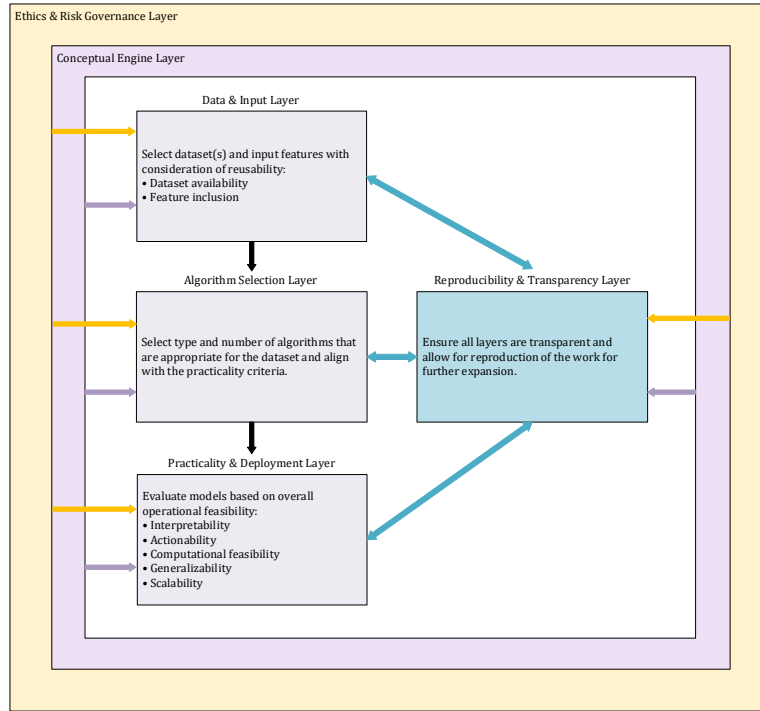 Ethics & Risk Governance Layer
Conceptual Engine Layer
Data & Input Layer
Select dataset(s) and input features with
consideration of reusability:
• Dataset availability
• Feature inclusion
Algorithm Selection Layer
Select type and number of algorithms that
are appropriate for the dataset and align
with the practicality criteria.
Reproducibility & Transparency Layer
Ensure all layers are transparent and
allow for reproduction of the work for
further expansion.
Practicality & Deployment Layer
Evaluate models based on overall
operational feasibility:
• Interpretability
• Actionability
• Computational feasibility
• Generalizability
• Scalability